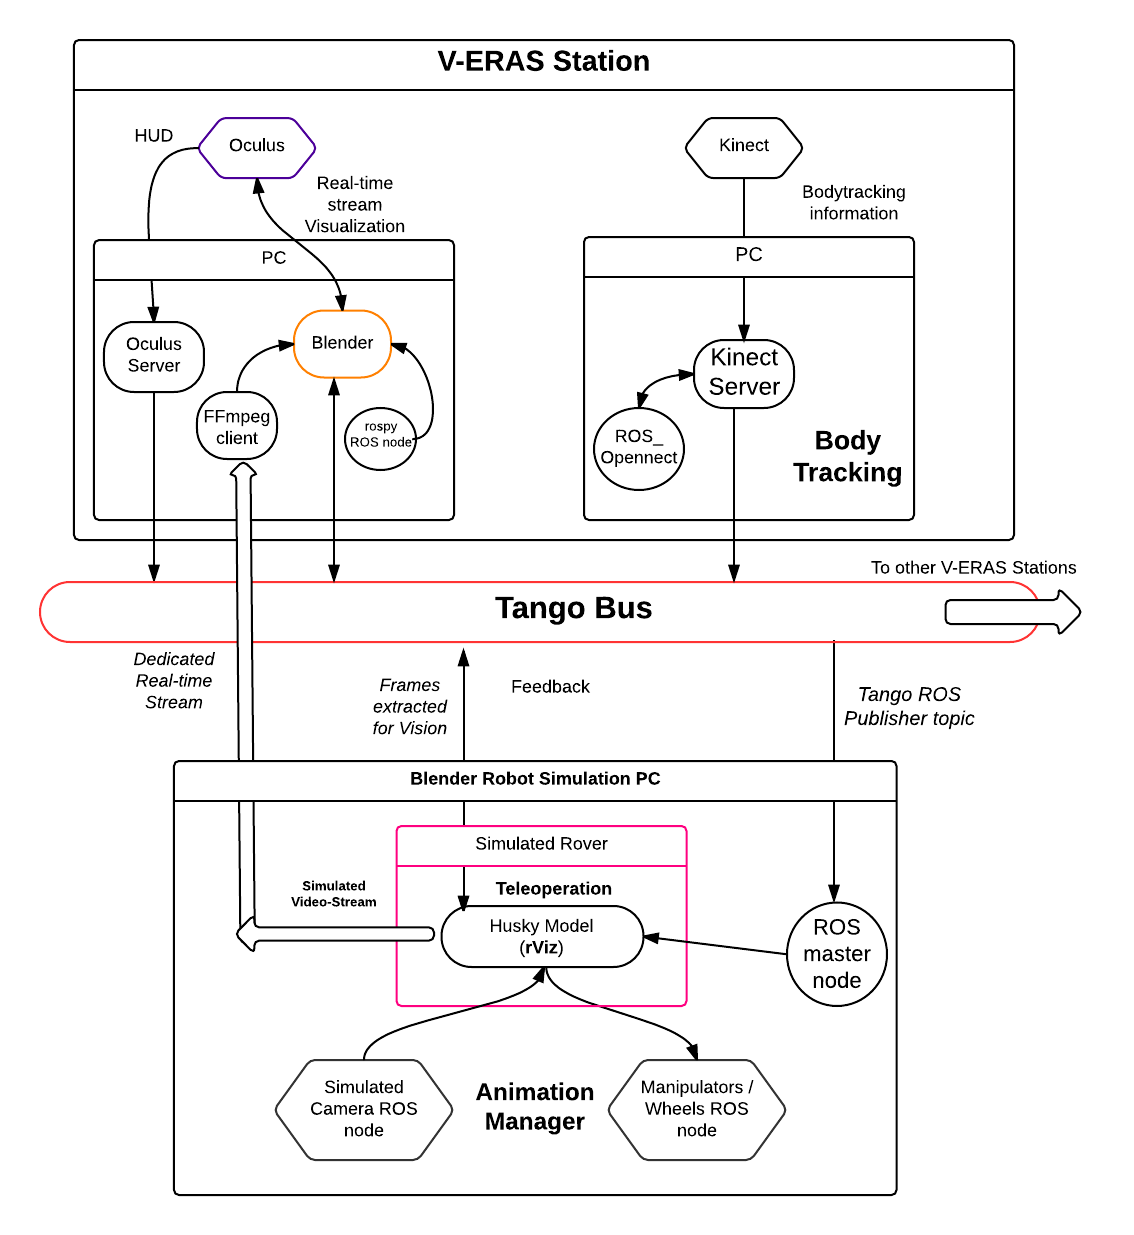 V-ERAS Station
HUD
Oculus
Real-time
stream
Visualization
Kinect
Bodytracking
information
PC
PC
Oculus
Server
Blender
FFmpeg
client
rospy
ROS node
Kinect
Server
ROS_
Opennect
Body
Tracking
To other V-ERAS Stations
Tango Bus
Dedicated
Real-time
Stream
Frames
extracted
for Vision
Feedback
Tango ROS
Publisher topic
Blender Robot Simulation PC
Simulated Rover
Teleoperation
Simulated
Video-Stream
Husky Model
(rViz)
ROS
master
node
Simulated
Camera ROS
node
Animation
Manager
Manipulators /
Wheels ROS
node